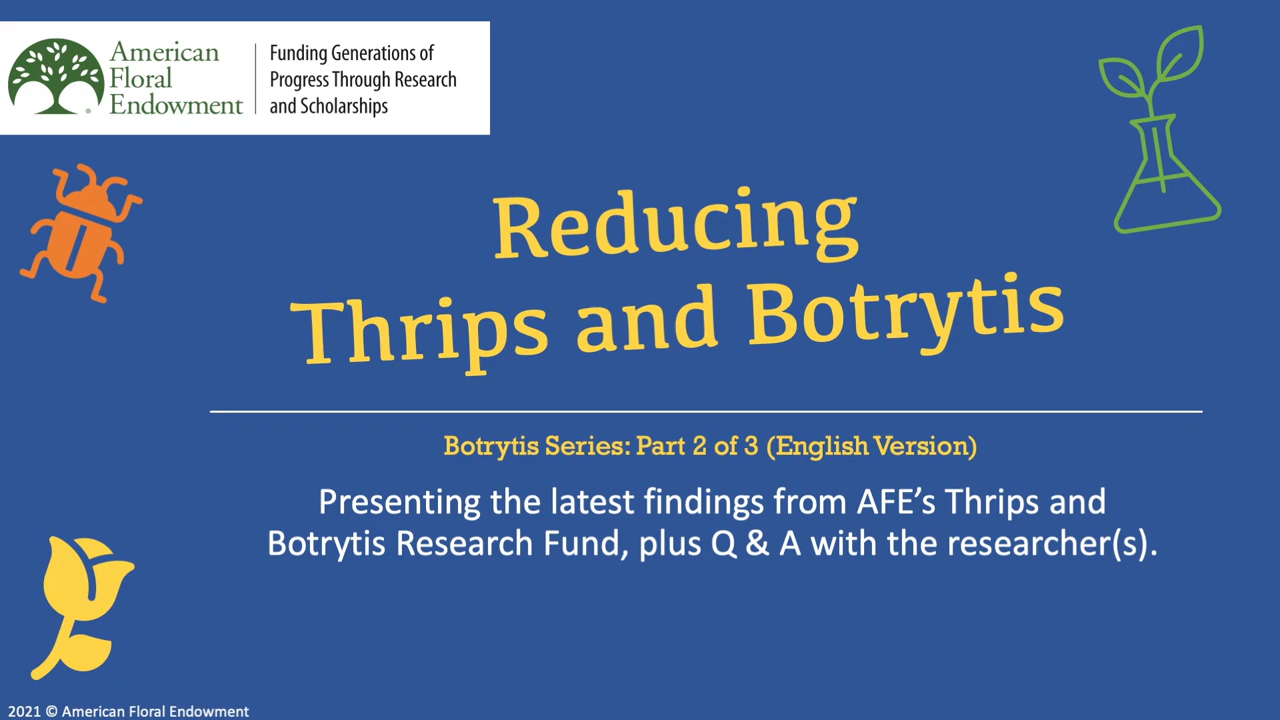 American
Floral
Endowment
Funding Generations of
Progress Through Research
and Scholarships
Reducing
Thrips and Botrytis
Botrytis Series: Part 2 of 3 (English Version)
Presenting the latest findings from AFE’s Thrips and
Botrytis Research Fund, plus Q & A with the researcher(s).
2021 © American Floral Endowment